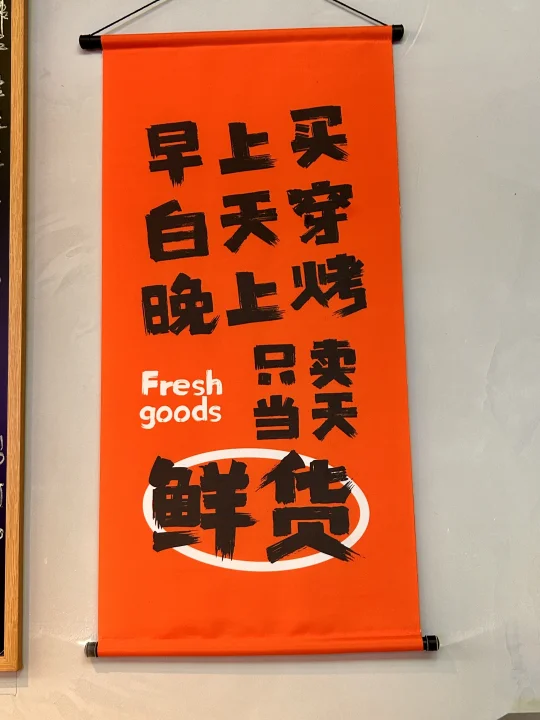 早上买
白天穿
晚上烤
只卖
当天
Fresh
goods
鲜货